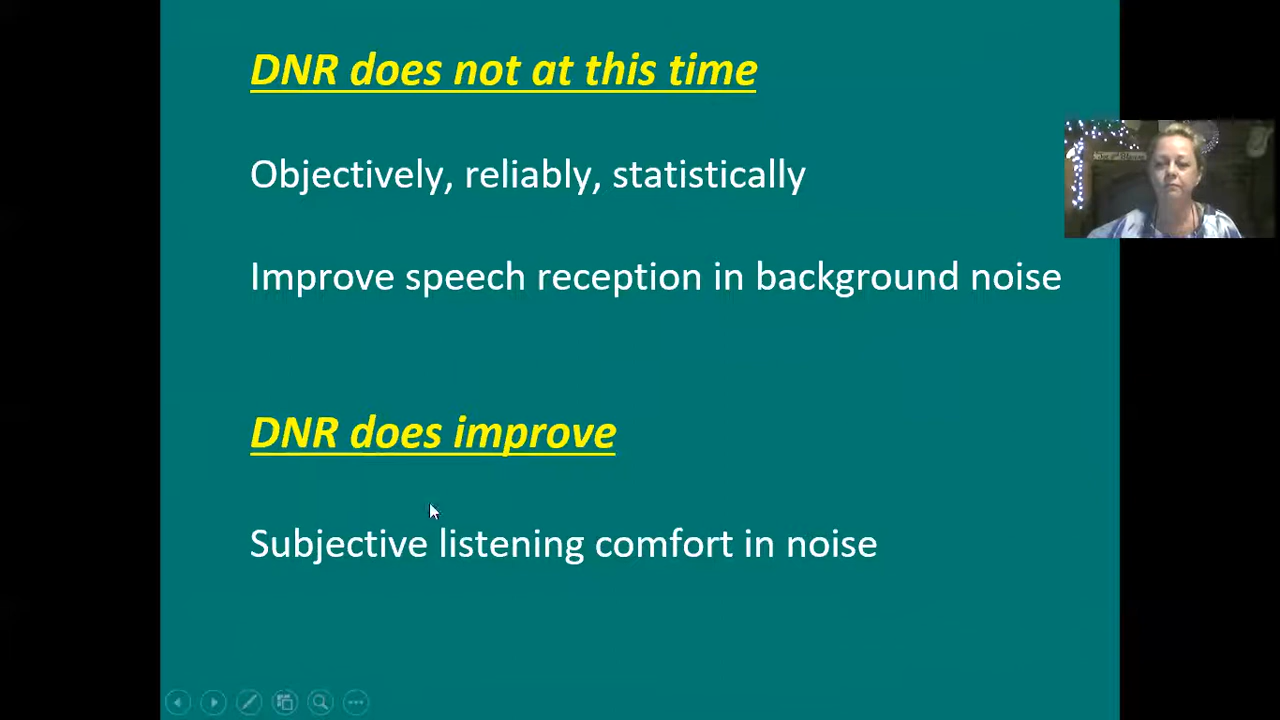 DNR does not at this time
Objectively, reliably, statistically
Improve speech reception in background noise
DNR does improve
Subjective listening comfort in noise